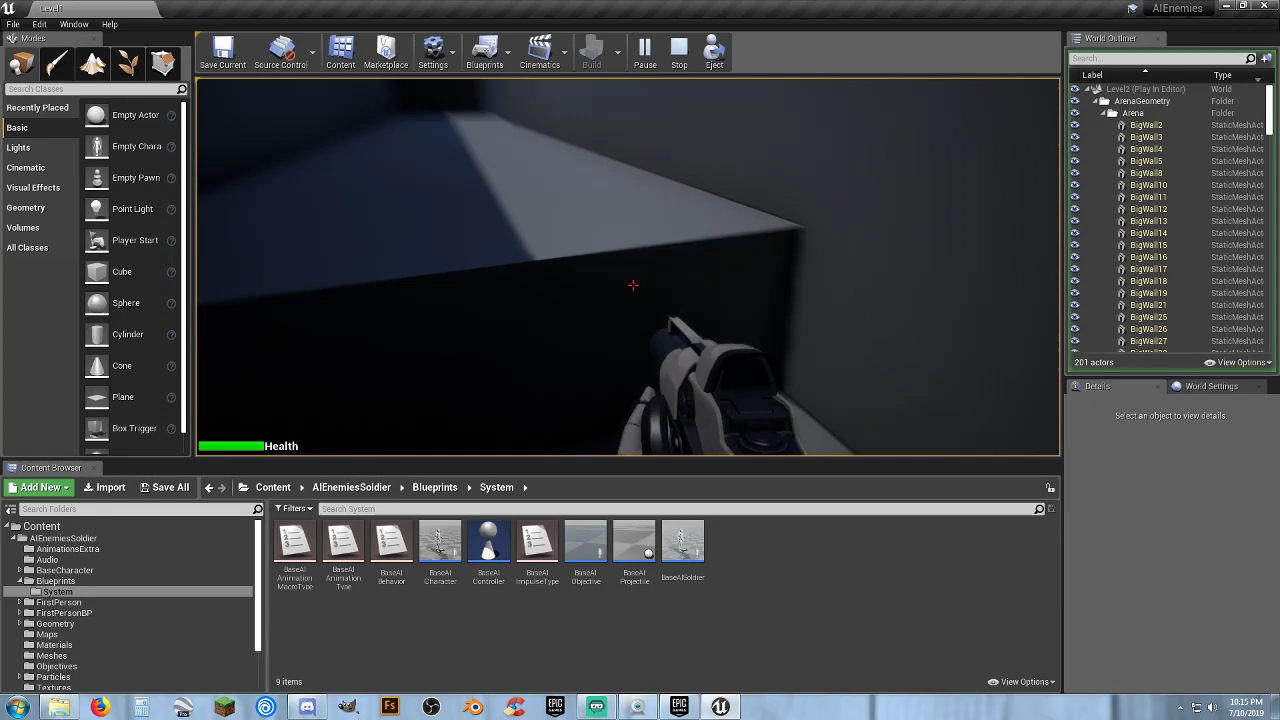 Level1
AIEnemies
File Edit Window Help
Modes
Search Classes
Recently Placed
Basic
Lights
Cinematic
Visual Effects
Geometry
Volumes
All Classes
Empty Actor
Empty Chara
Empty Pawn
Point Light
Player Start
Cube
Sphere
Cylinder
Cone
Plane
Box Trigger
Save Current Source Control Content Marketplace Settings Blueprints Cinematics Build Pause Stop Eject
Health
World Outliner
Search...
Label Type
Level2 (Play In Editor) World
ArenaGeometry Folder
Arena Folder
BigWall2 StaticMeshAct
BigWall3 StaticMeshAct
BigWall4 StaticMeshAct
BigWall5 StaticMeshAct
BigWall8 StaticMeshAct
BigWall10 StaticMeshAct
BigWall11 StaticMeshAct
BigWall12 StaticMeshAct
BigWall13 StaticMeshAct
BigWall14 StaticMeshAct
BigWall15 StaticMeshAct
BigWall16 StaticMeshAct
BigWall17 StaticMeshAct
BigWall18 StaticMeshAct
BigWall19 StaticMeshAct
BigWall21 StaticMeshAct
BigWall25 StaticMeshAct
BigWall26 StaticMeshAct
BigWall27 StaticMeshAct
201 actors View Options
Details World Settings
Select an object to view details.
Content Browser
Add New Import Save All Content AIEnemiesSoldier Blueprints System
Search Folders
Filters Search System
Content
AIEnemiesSoldier
AnimationsExtra
Audio
BaseCharacter
Blueprints
System
FirstPerson
FirstPersonBP
Geometry
Maps
Materials
Meshes
Objectives
Particles
Textures
BaseAI
Animation
MacroType
BaseAI
Animation
Type
BaseAI
Behavior
BaseAI
Character
BaseAI
Controller
BaseAI
ImpulseType
BaseAI
Objective
BaseAI
Projectile
BaseAISoldier
9 items View Options
Pro
Fs
EPIC GAMES
EPIC GAMES
10:15 PM
7/10/2019